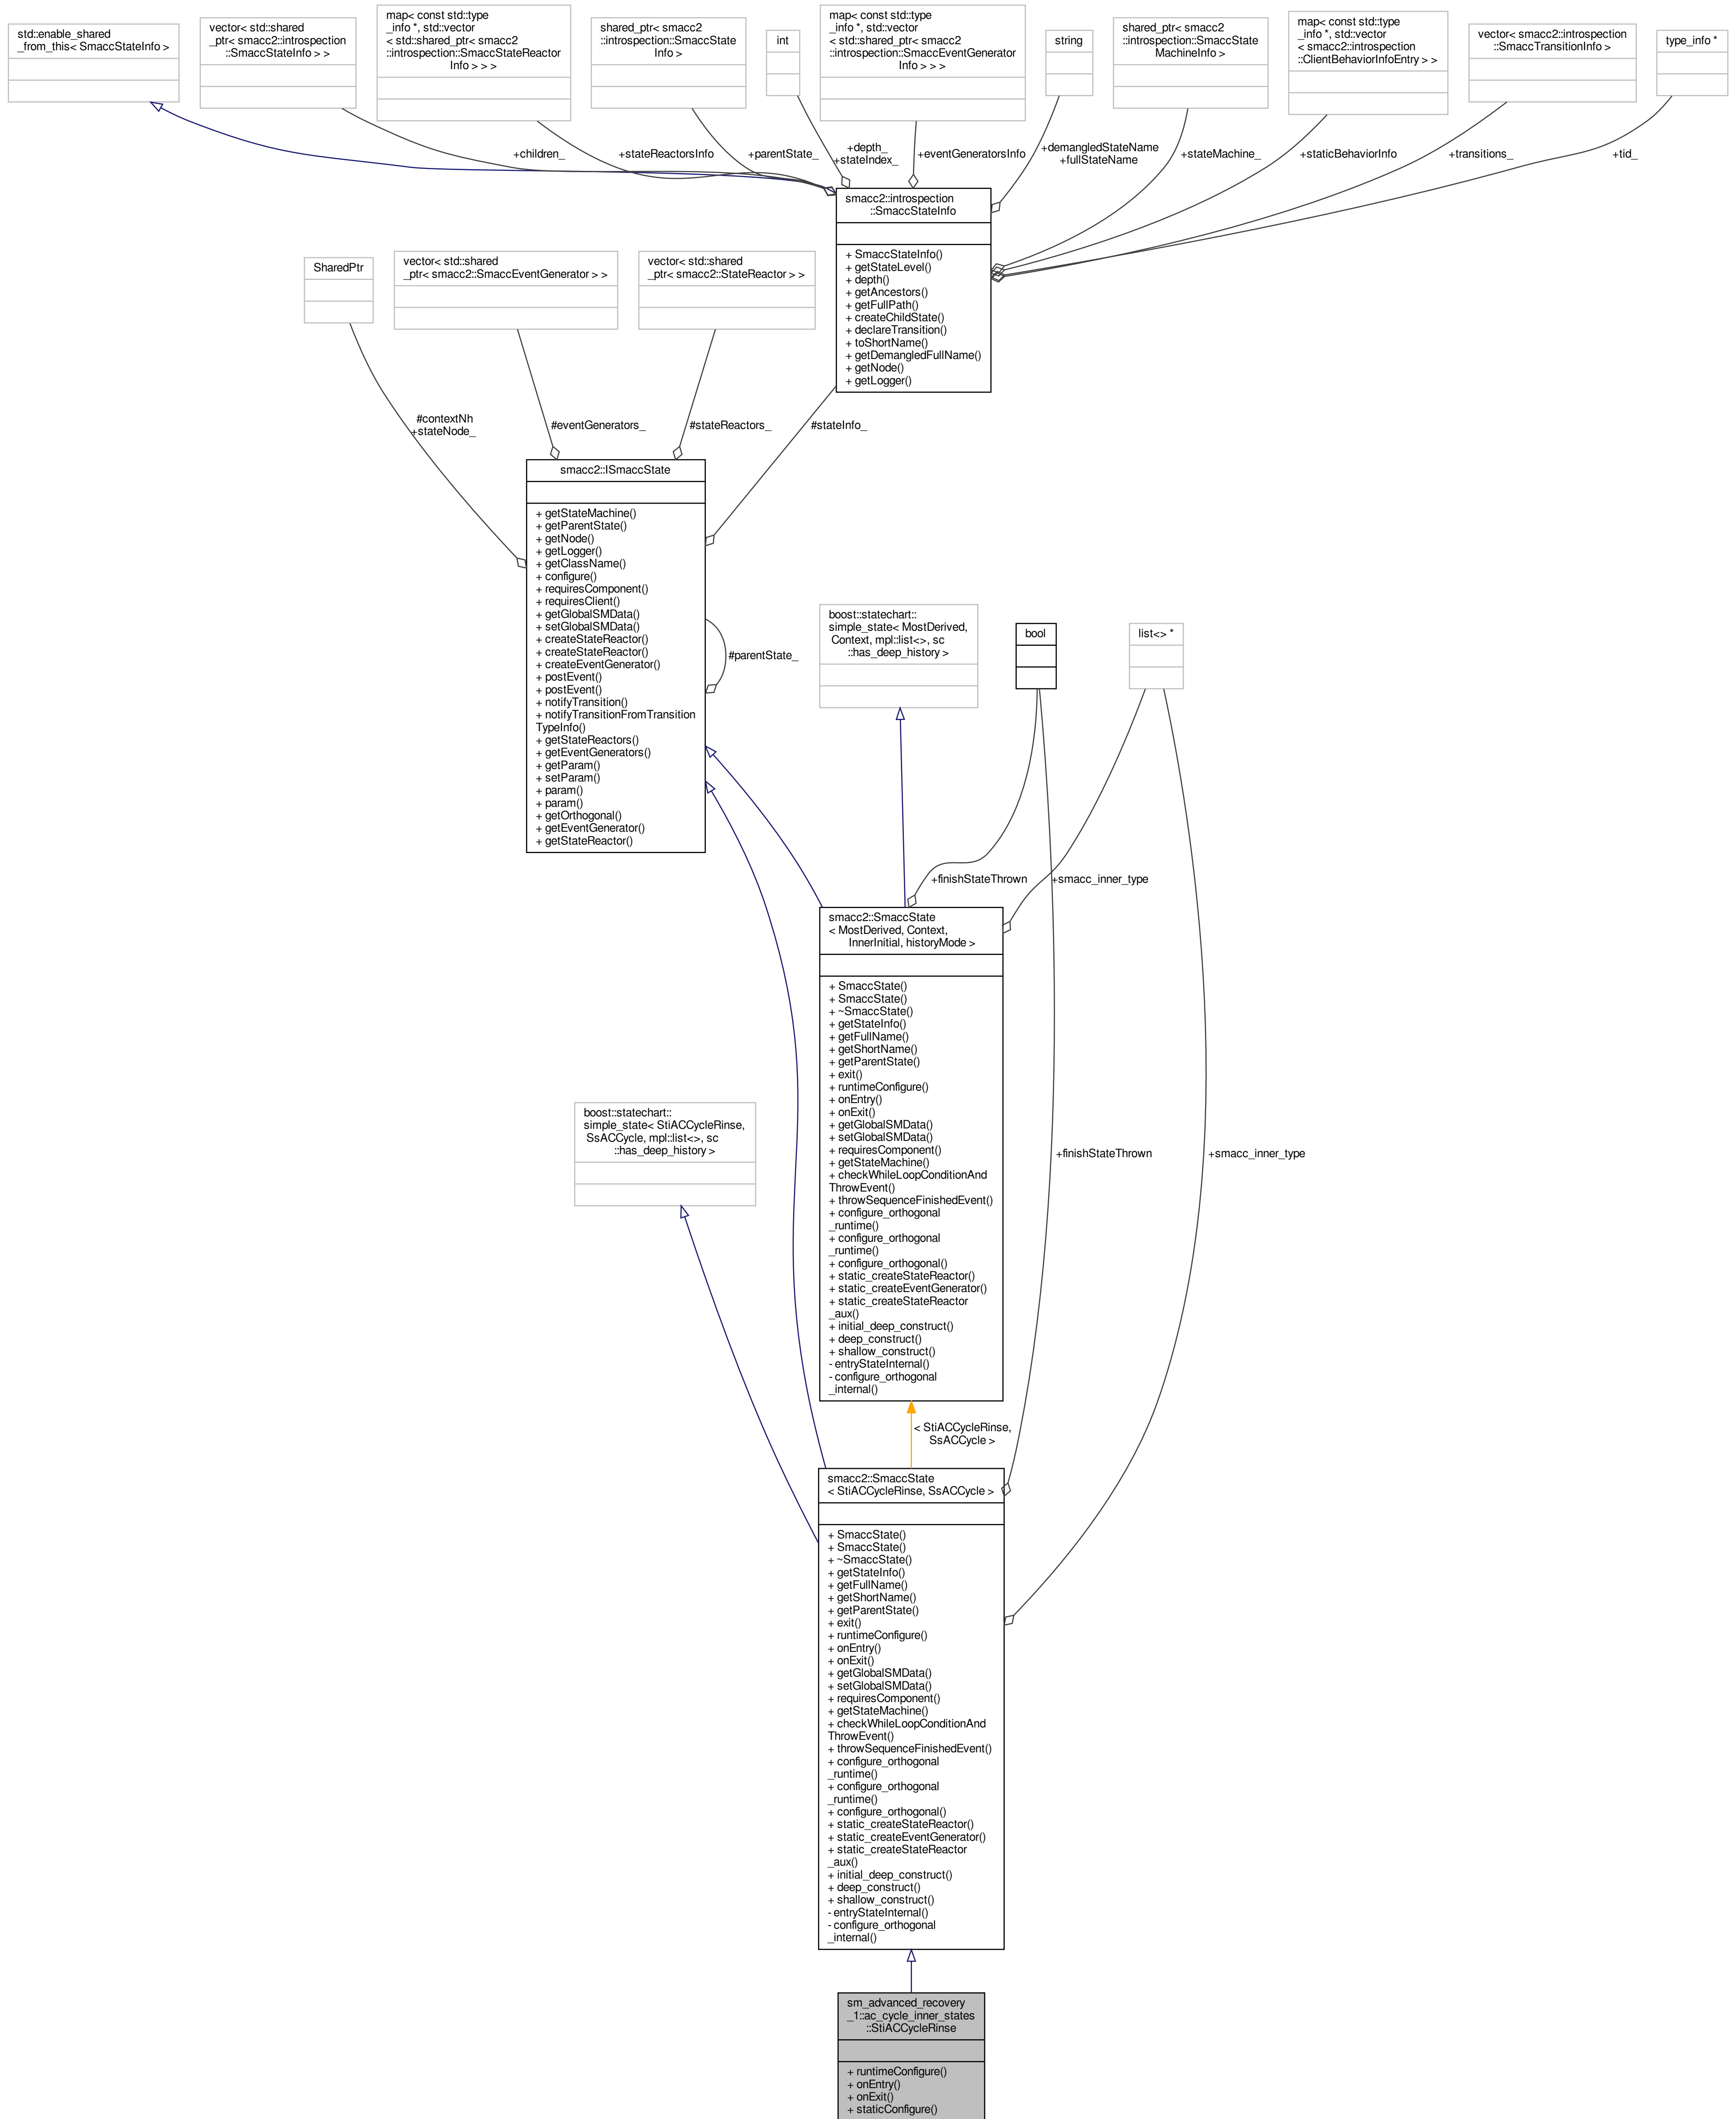 std::enable_shared
_from_this< SmaccStateInfo >
vector< std::shared
_ptr< smacc2::introspection
::SmaccStateInfo > >
map< const std::type
_info *, std::vector
< std::shared_ptr< smacc2
::introspection::SmaccStateReactor
Info > > >
shared_ptr< smacc2
::introspection::SmaccState
Info >
int
map< const std::type
_info *, std::vector
< std::shared_ptr< smacc2
::introspection::SmaccEventGenerator
Info > > >
string
shared_ptr< smacc2
::introspection::SmaccState
MachineInfo >
map< const std::type
_info *, std::vector
< smacc2::introspection
::ClientBehaviorInfoEntry > >
vector< smacc2::introspection
::SmaccTransitionInfo >
type_info *
+children_
+stateReactorsInfo
+parentState_
+depth_
+stateIndex_
+eventGeneratorsInfo
+demangledStateName
+fullStateName
+stateMachine_
+staticBehaviorInfo
+transitions_
+tid_
smacc2::introspection
::SmaccStateInfo
+ SmaccStateInfo()
+ getStateLevel()
+ depth()
+ getAncestors()
+ getFullPath()
+ createChildState()
+ declareTransition()
+ toShortName()
+ getDemangledFullName()
+ getNode()
+ getLogger()
SharedPtr
vector< std::shared
_ptr< smacc2::SmaccEventGenerator > >
vector< std::shared
_ptr< smacc2::StateReactor > >
#contextNh
+stateNode_
#eventGenerators_
#stateReactors_
#stateInfo_
smacc2::ISmaccState
+ getStateMachine()
+ getParentState()
+ getNode()
+ getLogger()
+ getClassName()
+ configure()
+ requiresComponent()
+ requiresClient()
+ getGlobalSMData()
+ setGlobalSMData()
+ createStateReactor()
+ createStateReactor()
+ createEventGenerator()
+ postEvent()
+ postEvent()
+ notifyTransition()
+ notifyTransitionFromTransition
TypeInfo()
+ getStateReactors()
+ getEventGenerators()
+ getParam()
+ setParam()
+ param()
+ param()
+ getOrthogonal()
+ getEventGenerator()
+ getStateReactor()
#parentState_
boost::statechart::
simple_state< MostDerived,
Context, mpl::list<>, sc
::has_deep_history >
bool
list<> *
+finishStateThrown
+smacc_inner_type
smacc2::SmaccState
< MostDerived, Context,
InnerInitial, historyMode >
+ SmaccState()
+ SmaccState()
+ ~SmaccState()
+ getStateInfo()
+ getFullName()
+ getShortName()
+ getParentState()
+ exit()
+ runtimeConfigure()
+ onEntry()
+ onExit()
+ getGlobalSMData()
+ setGlobalSMData()
+ requiresComponent()
+ getStateMachine()
+ checkWhileLoopConditionAnd
ThrowEvent()
+ throwSequenceFinishedEvent()
+ configure_orthogonal
_runtime()
+ configure_orthogonal
_runtime()
+ configure_orthogonal()
+ static_createStateReactor()
+ static_createEventGenerator()
+ static_createStateReactor
_aux()
+ initial_deep_construct()
+ deep_construct()
+ shallow_construct()
- entryStateInternal()
- configure_orthogonal
_internal()
boost::statechart::
simple_state< StiACCycleRinse,
SsACCycle, mpl::list<>, sc
::has_deep_history >
+finishStateThrown
+smacc_inner_type
< StiACCycleRinse,
SsACCycle >
smacc2::SmaccState
< StiACCycleRinse, SsACCycle >
+ SmaccState()
+ SmaccState()
+ ~SmaccState()
+ getStateInfo()
+ getFullName()
+ getShortName()
+ getParentState()
+ exit()
+ runtimeConfigure()
+ onEntry()
+ onExit()
+ getGlobalSMData()
+ setGlobalSMData()
+ requiresComponent()
+ getStateMachine()
+ checkWhileLoopConditionAnd
ThrowEvent()
+ throwSequenceFinishedEvent()
+ configure_orthogonal
_runtime()
+ configure_orthogonal
_runtime()
+ configure_orthogonal()
+ static_createStateReactor()
+ static_createEventGenerator()
+ static_createStateReactor
_aux()
+ initial_deep_construct()
+ deep_construct()
+ shallow_construct()
- entryStateInternal()
- configure_orthogonal
_internal()
sm_advanced_recovery
_1::ac_cycle_inner_states
::StiACCycleRinse
+ runtimeConfigure()
+ onEntry()
+ onExit()
+ staticConfigure()